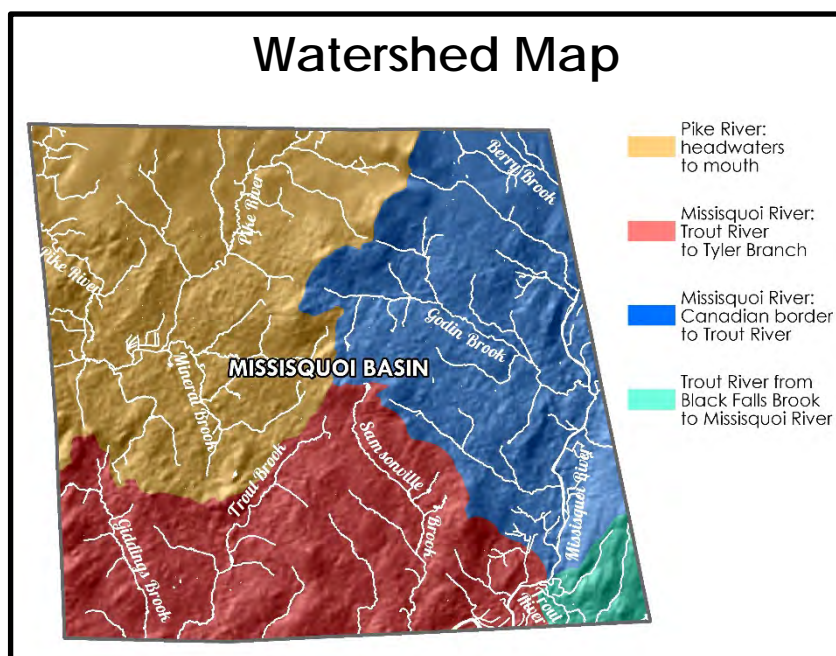 Watershed Map
Pike River:
headwaters
to mouth
Missisquoi River:
Trout River
to Tyler Branch
Missisquoi River:
Canadian border
to Trout River
Trout River from
Black Falls Brook
to Missisquoi River
Berry Brook
Pike River
Pike River
Godin Brook
MISSISQUOI BASIN
Mineral Brook
Trout Brook
Samsonville
Brook
Missisquoi River
Giddings Brook
Trout
River